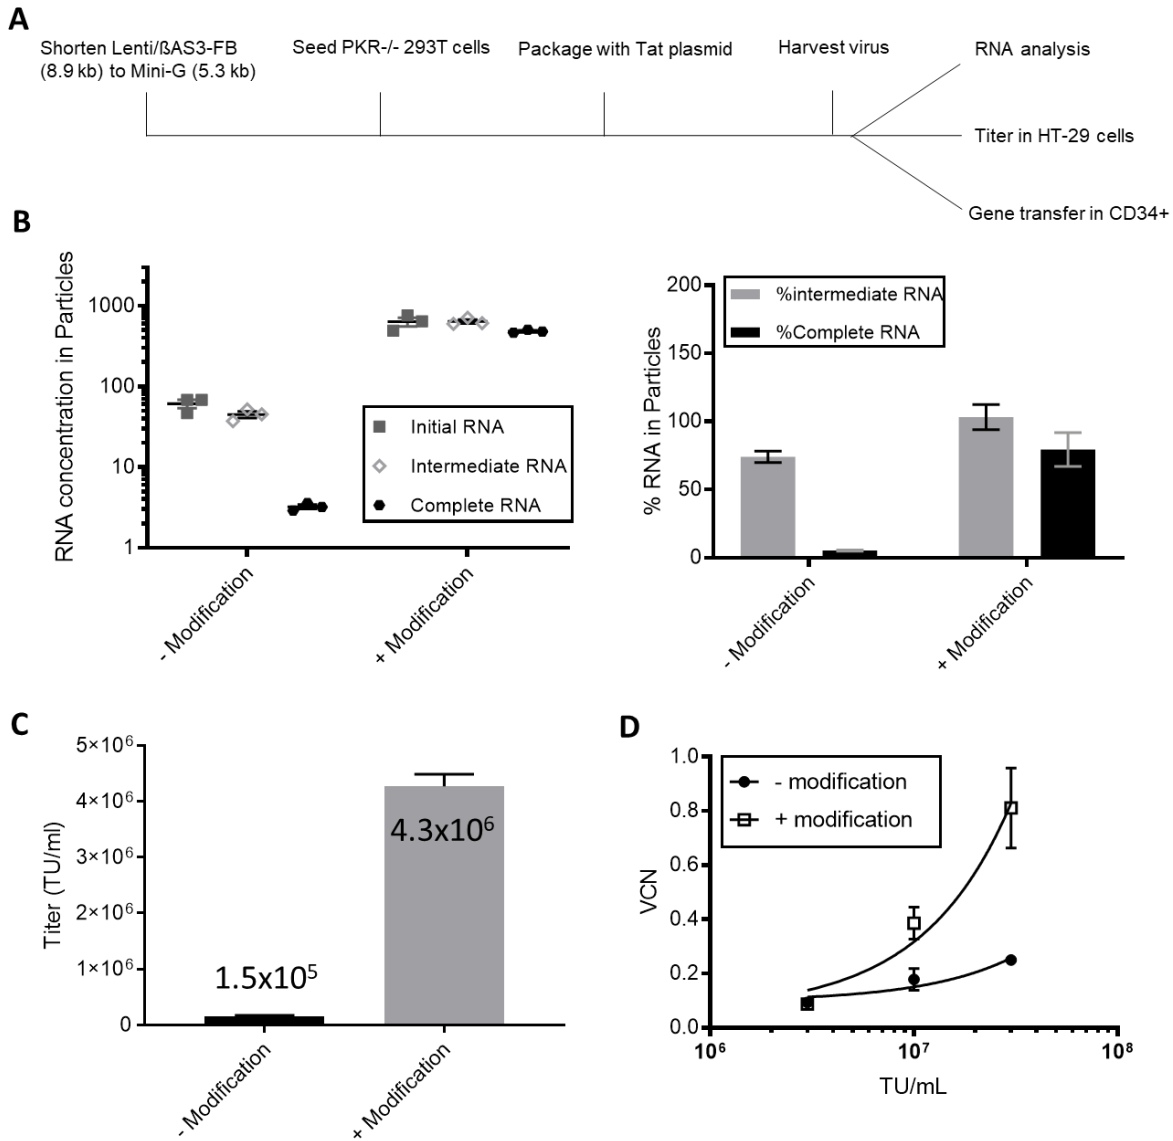 A
Shorten Lenti/ßAS3-FB
(8.9 kb) to Mini-G (5.3 kb)
Seed PKR-/- 293T cells
Package with Tat plasmid
Harvest virus
RNA analysis
Titer in HT-29 cells
Gene transfer in CD34+
B
RNA concentration in Particles
1000
100
10
1
Initial RNA
Intermediate RNA
Complete RNA
- Modification
+ Modification
% RNA in Particles
200
150
100
50
0
%intermediate RNA
%Complete RNA
- Modification
+ Modification
C
Titer (TU/ml)
5×10⁶
4×10⁶
3×10⁶
2×10⁶
1×10⁶
0
1.5x10⁵
4.3x10⁶
- Modification
+ Modification
D
VCN
1.0
0.8
0.6
0.4
0.2
0.0
- modification
+ modification
10⁶
10⁷
10⁸
TU/mL